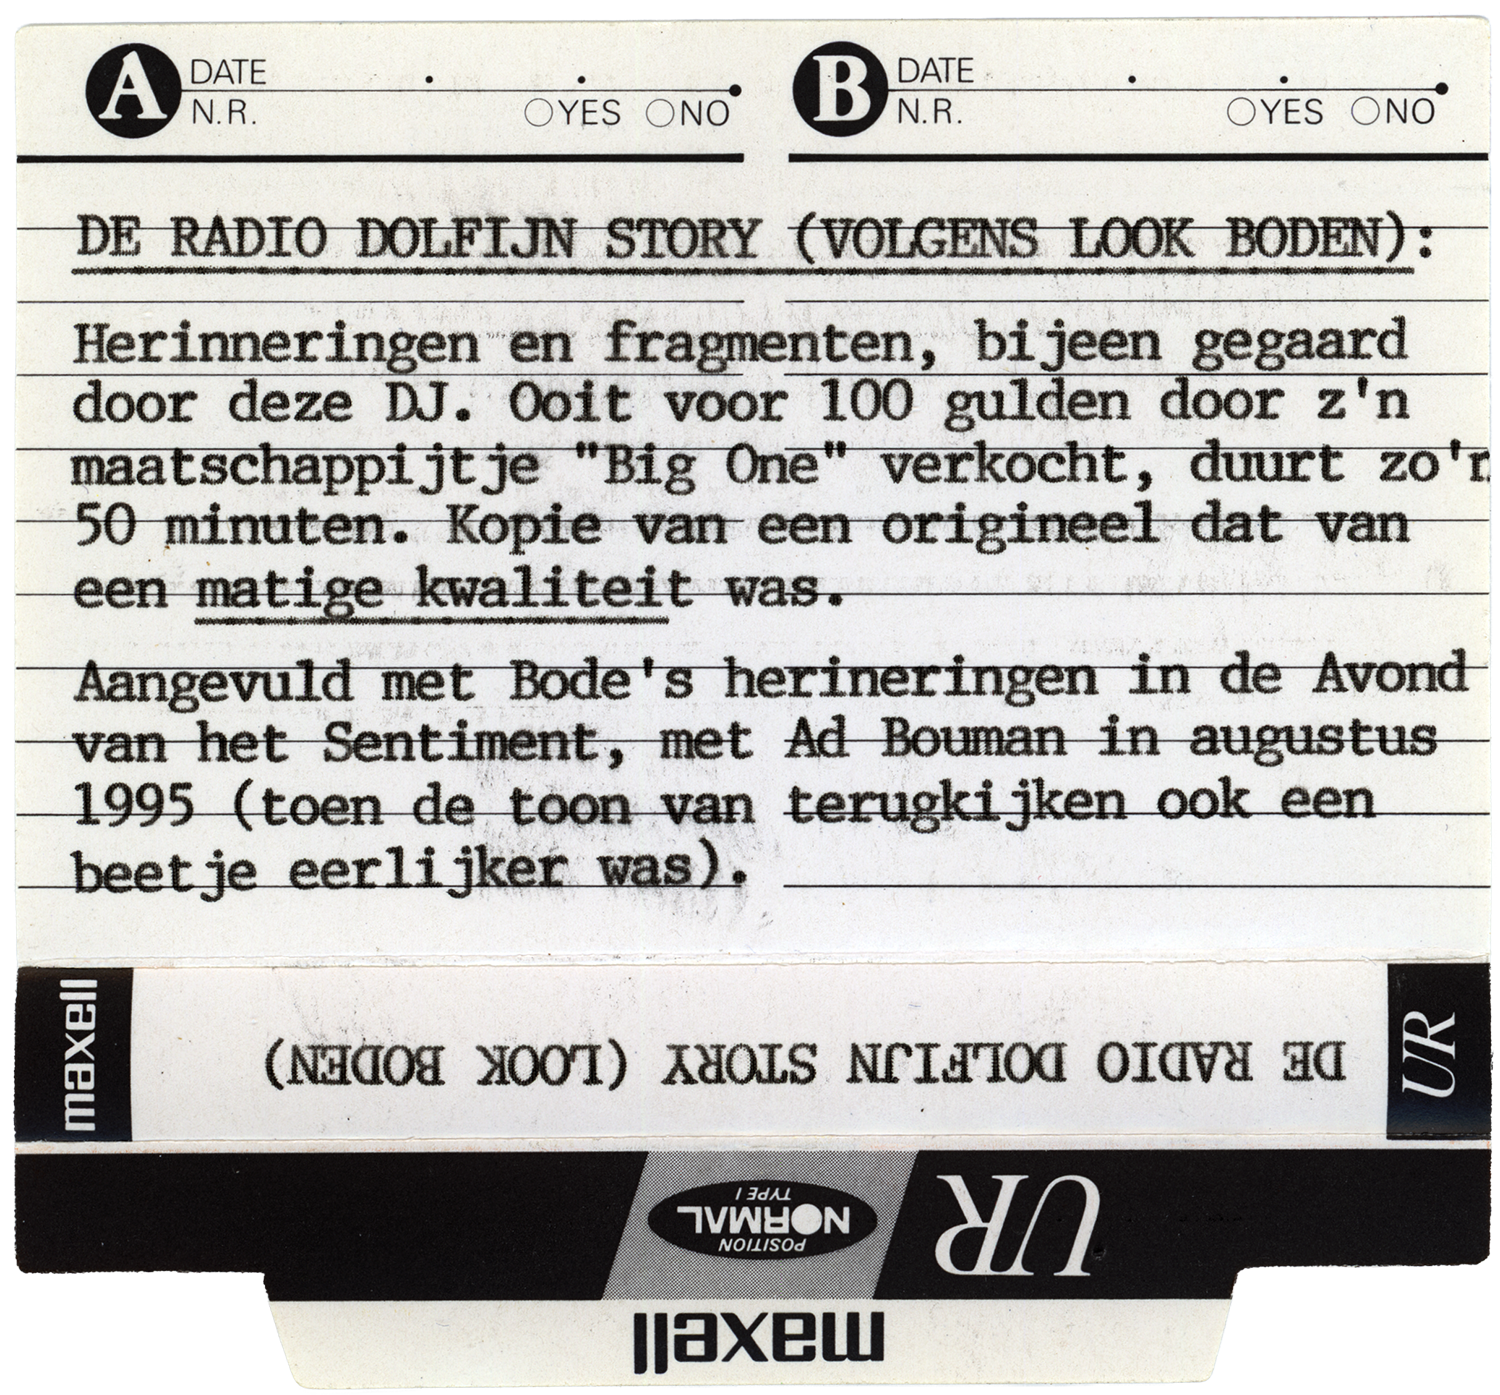 A DATE . . B DATE . .
N.R. ○YES ○NO N.R. ○YES ○NO
DE RADIO DOLFIJN STORY (VOLGENS LOOK BODEN):
Herinneringen en fragmenten, bijeen gegaard
door deze DJ. Ooit voor 100 gulden door z'n
maatschappijtje "Big One" verkocht, duurt zo'n
50 minuten. Kopie van een origineel dat van
een matige kwaliteit was.
Aangevuld met Bode's herineringen in de Avond
van het Sentiment, met Ad Bouman in augustus
1995 (toen de toon van terugkijken ook een
beetje eerlijker was).
maxell
DE RADIO DOLFIJN STORY (LOOK BODEN)
UR
UR
POSITION
NORMAL
TYPE I
maxell